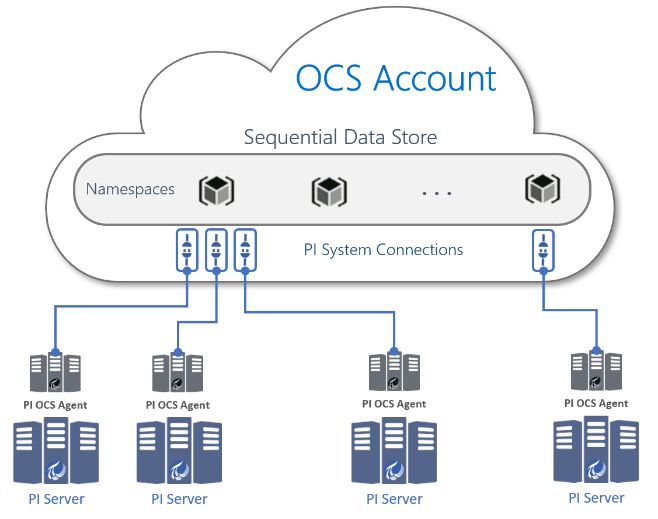 OCS Account
Sequential Data Store
Namespaces
. . .
PI System Connections
PI OCS Agent
PI OCS Agent
PI OCS Agent
PI OCS Agent
PI Server
PI Server
PI Server
PI Server